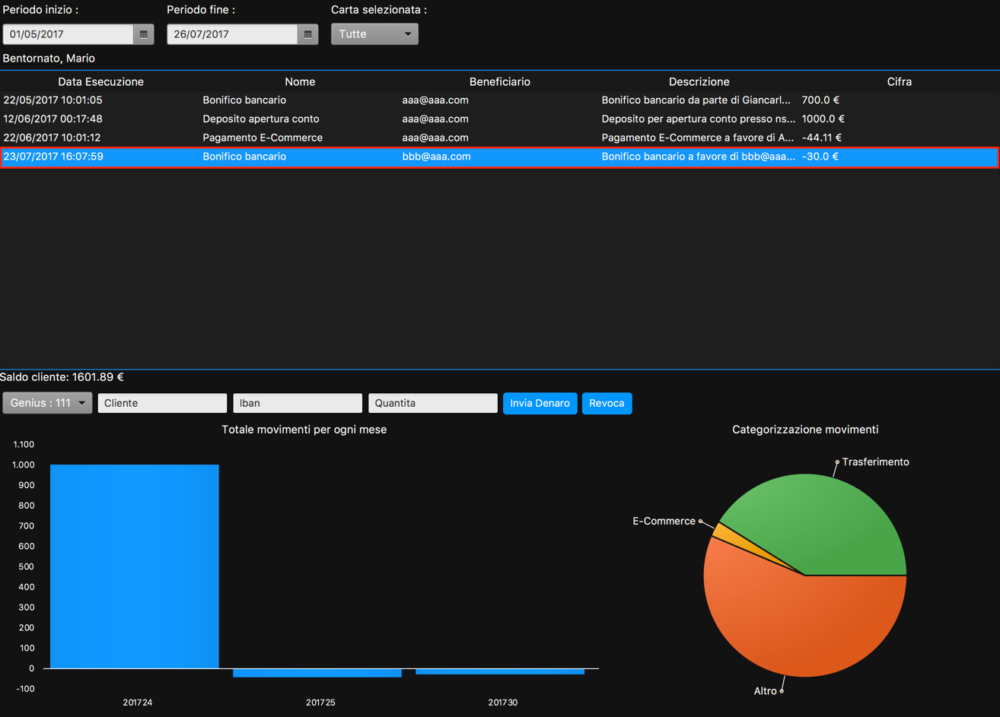 Periodo inizio : Periodo fine : Carta selezionata :
01/05/2017 26/07/2017 Tutte
Bentornato, Mario
Data Esecuzione Nome Beneficiario Descrizione Cifra
22/05/2017 10:01:05 Bonifico bancario aaa@aaa.com Bonifico bancario da parte di Giancarl... 700.0 €
12/06/2017 00:17:48 Deposito apertura conto aaa@aaa.com Deposito per apertura conto presso ns... 1000.0 €
22/06/2017 10:01:12 Pagamento E-Commerce aaa@aaa.com Pagamento E-Commerce a favore di A... -44.11 €
23/07/2017 16:07:59 Bonifico bancario bbb@aaa.com Bonifico bancario a favore di bbb@aaa... -30.0 €
Saldo cliente: 1601.89 €
Genius : 111 Cliente Iban Quantita Invia Denaro Revoca
Totale movimenti per ogni mese
1.100
1.000
900
800
700
600
500
400
300
200
100
0
-100
201724 201725 201730
Categorizzazione movimenti
Trasferimento
E-Commerce
Altro